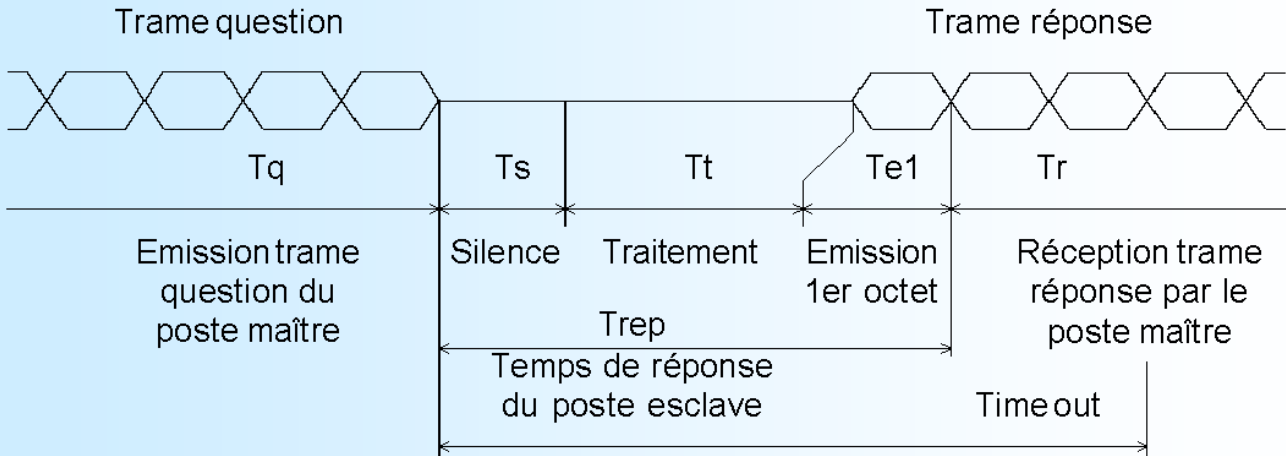 Trame question
Trame réponse
Tq
Ts
Tt
Te1
Tr
Emission trame
question du
poste maître
Silence
Traitement
Emission
1er octet
Réception trame
réponse par le
poste maître
Trep
Temps de réponse
du poste esclave
Time out